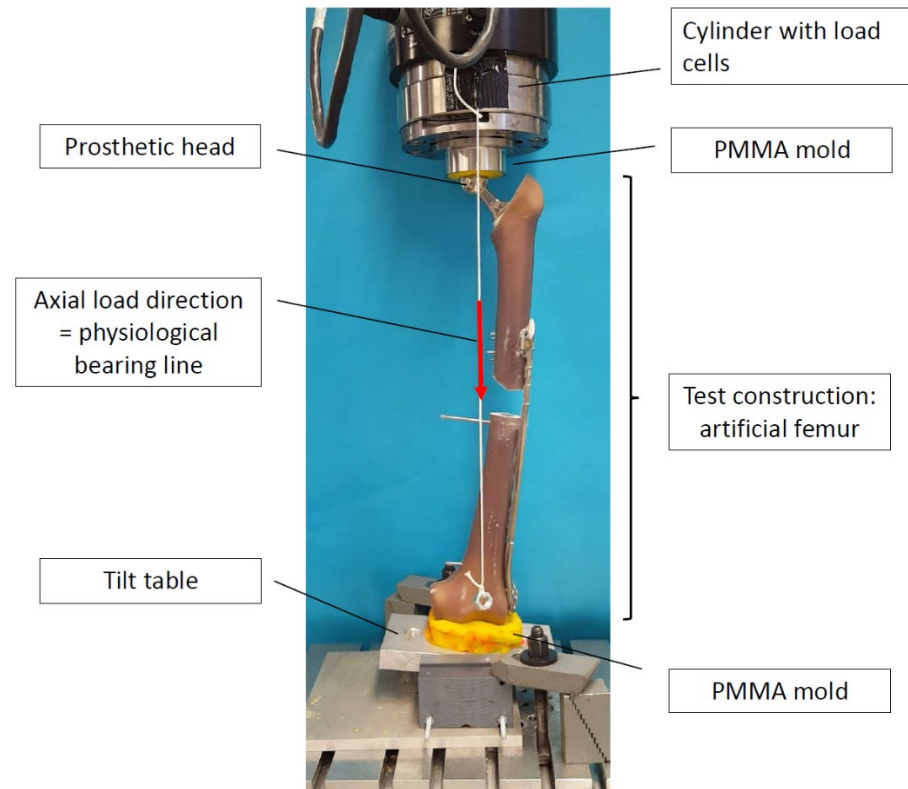 Cylinder with load
cells
Prosthetic head
PMMA mold
Axial load direction
= physiological
bearing line
Test construction:
artificial femur
Tilt table
PMMA mold